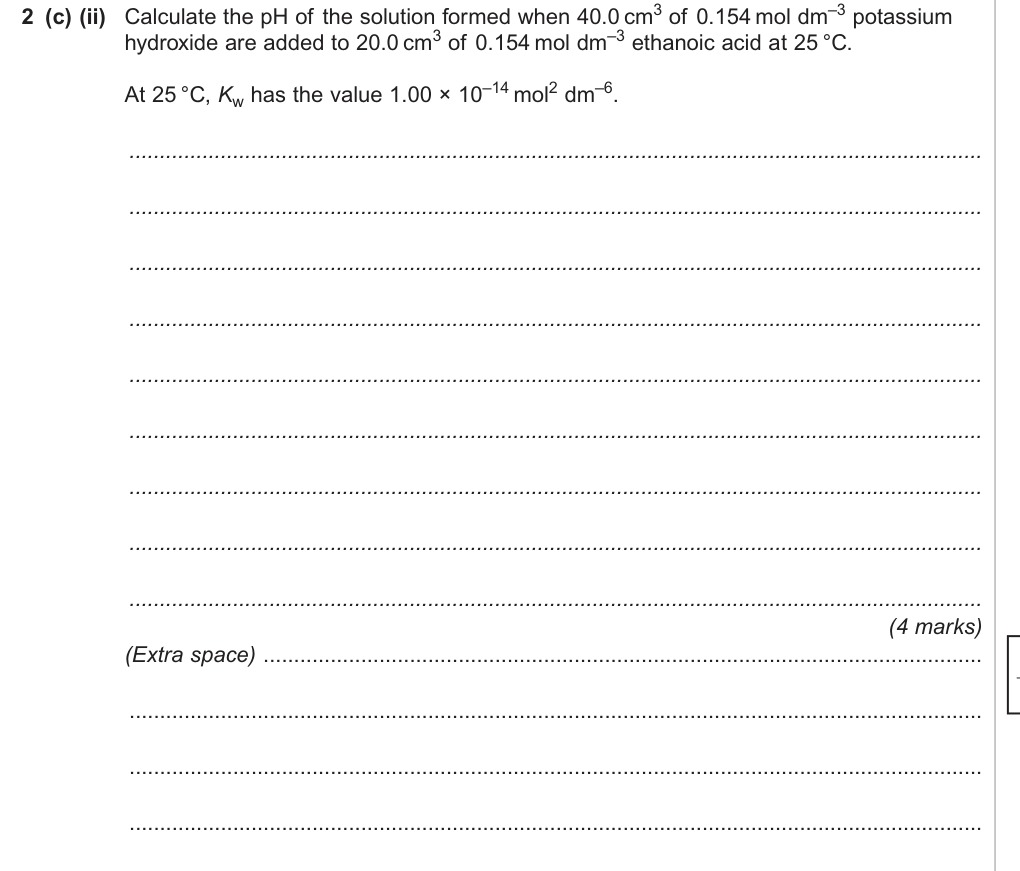 2 (c) (ii) Calculate the pH of the solution formed when 40.0 cm³ of 0.154 mol dm⁻³ potassium
hydroxide are added to 20.0 cm³ of 0.154 mol dm⁻³ ethanoic acid at 25 °C.
At 25 °C, Kw has the value 1.00 × 10⁻¹⁴ mol² dm⁻⁶.
(4 marks)
(Extra space)